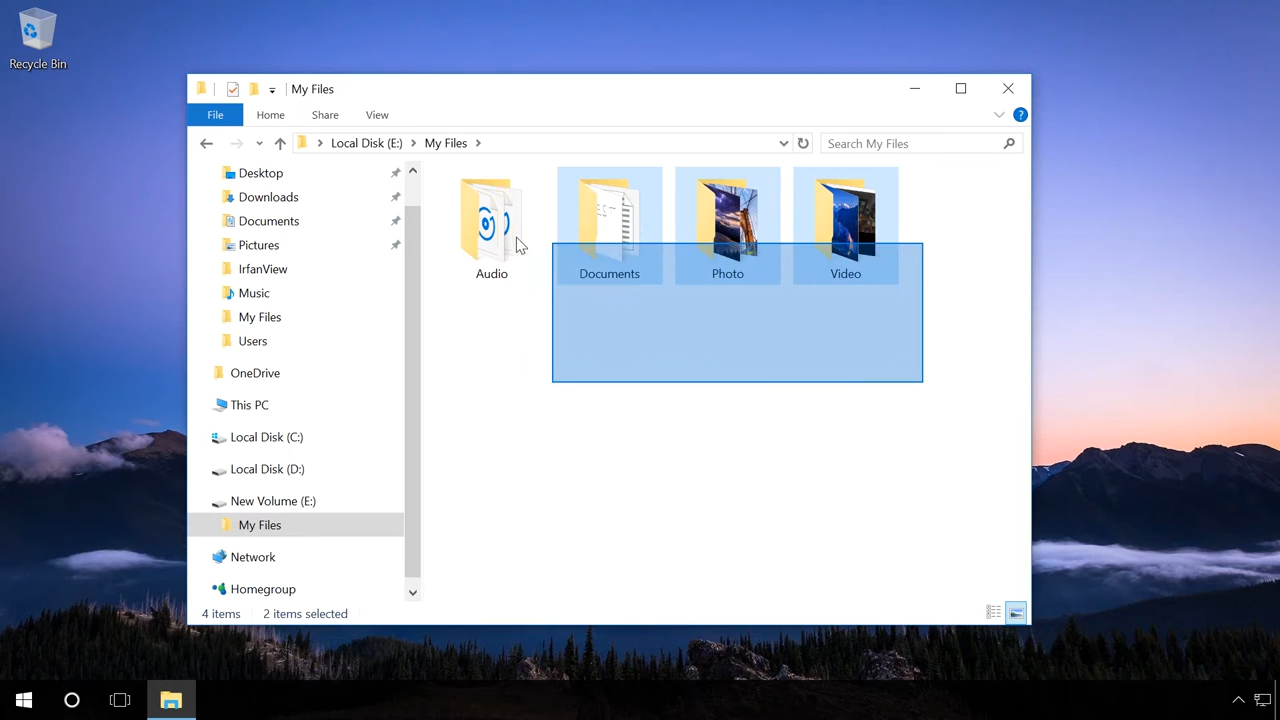 Recycle Bin
My Files
File
Home
Share
View
Local Disk (E:)
My Files
Search My Files
Desktop
Downloads
Documents
Pictures
IrfanView
Music
My Files
Users
OneDrive
This PC
Local Disk (C:)
Local Disk (D:)
New Volume (E:)
My Files
Network
Homegroup
Audio
Documents
Photo
Video
4 items
2 items selected